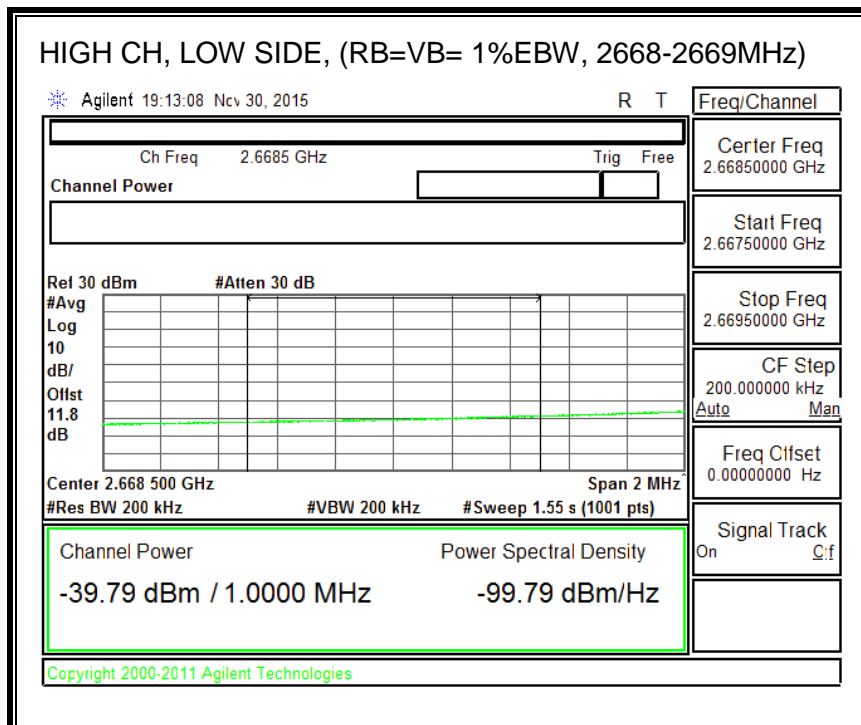 HIGH CH, LOW SIDE, (RB=VB= 1%EBW, 2668-2669MHz)
Agilent 19:13:08 Nov 30, 2015 R T
Freq/Channel
Ch Freq 2.6685 GHz Trig Free
Channel Power
Center Freq
2.66850000 GHz
Start Freq
2.66750000 GHz
Stop Freq
2.66950000 GHz
CF Step
200.000000 kHz
Auto Man
Freq Offset
0.00000000 Hz
Signal Track
On Off
Ref 30 dBm #Atten 30 dB
#Avg
Log
10
dB/
Offst
11.8
dB
Center 2.668 500 GHz Span 2 MHz
#Res BW 200 kHz #VBW 200 kHz #Sweep 1.55 s (1001 pts)
Channel Power Power Spectral Density
-39.79 dBm / 1.0000 MHz -99.79 dBm/Hz
Copyright 2000-2011 Agilent Technologies